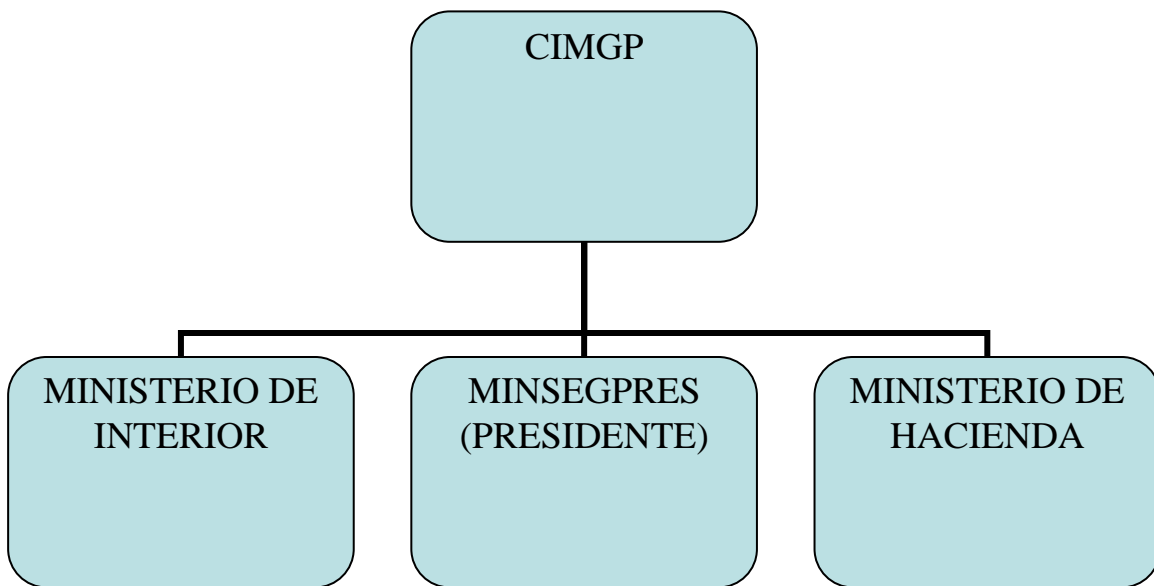 CIMGP
MINISTERIO DE
INTERIOR
MINSEGPRES
(PRESIDENTE)
MINISTERIO DE
HACIENDA